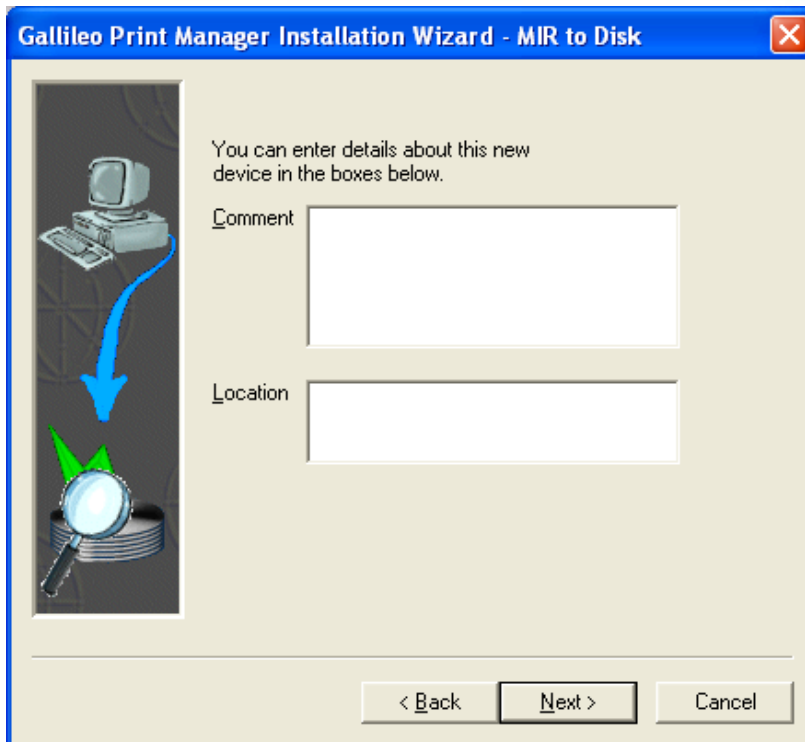 Gallileo Print Manager Installation Wizard - MIR to Disk
You can enter details about this new
device in the boxes below.
Comment
Location
< Back Next > Cancel